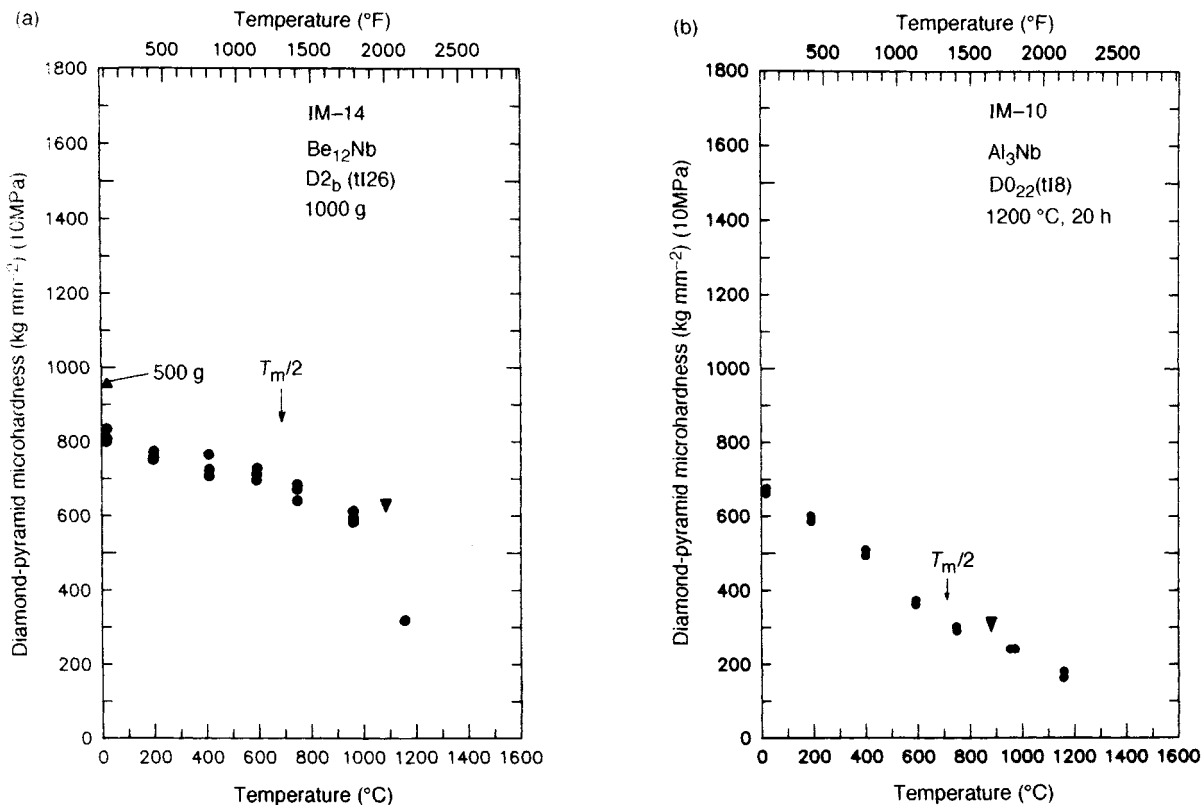 (a)
Temperature (°F)
500 1000 1500 2000 2500
1800
1600
1400
1200
1000
800
600
400
200
0
Diamond-pyramid microhardness (kg mm⁻²) (10MPa)
IM–14
Be₁₂Nb
D2b (tI26)
1000 g
500 g
Tm/2
0 200 400 600 800 1000 1200 1400 1600
Temperature (°C)
(b)
Temperature (°F)
500 1000 1500 2000 2500
1800
1600
1400
1200
1000
800
600
400
200
0
Diamond-pyramid microhardness (kg mm⁻²) (10MPa)
IM–10
Al₃Nb
D0₂₂(tI8)
1200 °C, 20 h
Tm/2
0 200 400 600 800 1000 1200 1400 1600
Temperature (°C)